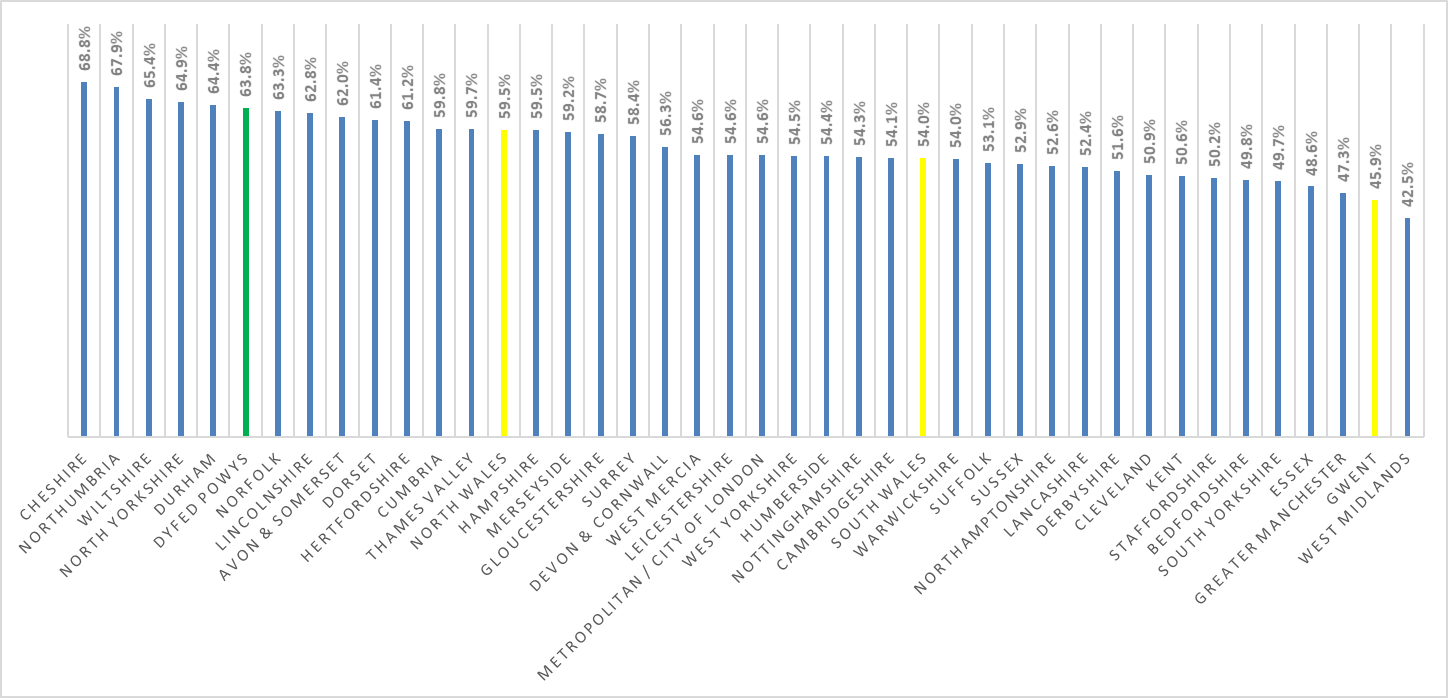 68.8%
67.9%
65.4%
64.9%
64.4%
63.8%
63.3%
62.8%
62.0%
61.4%
61.2%
59.8%
59.7%
59.5%
59.5%
59.2%
58.7%
58.4%
56.3%
54.6%
54.6%
54.6%
54.5%
54.4%
54.3%
54.1%
54.0%
54.0%
53.1%
52.9%
52.6%
52.4%
51.6%
50.9%
50.6%
50.2%
49.8%
49.7%
48.6%
47.3%
45.9%
42.5%
CHESHIRE
NORTHUMBRIA
WILTSHIRE
NORTH YORKSHIRE
DURHAM
DYFED POWYS
NORFOLK
LINCOLNSHIRE
AVON & SOMERSET
DORSET
HERTFORDSHIRE
CUMBRIA
THAMES VALLEY
NORTH WALES
HAMPSHIRE
MERSEYSIDE
GLOUCESTERSHIRE
SURREY
DEVON & CORNWALL
WEST MERCIA
LEICESTERSHIRE
METROPOLITAN / CITY OF LONDON
WEST YORKSHIRE
HUMBERSIDE
NOTTINGHAMSHIRE
CAMBRIDGESHIRE
SOUTH WALES
WARWICKSHIRE
SUFFOLK
SUSSEX
NORTHAMPTONSHIRE
LANCASHIRE
DERBYSHIRE
CLEVELAND
KENT
STAFFORDSHIRE
BEDFORDSHIRE
SOUTH YORKSHIRE
ESSEX
GREATER MANCHESTER
GWENT
WEST MIDLANDS